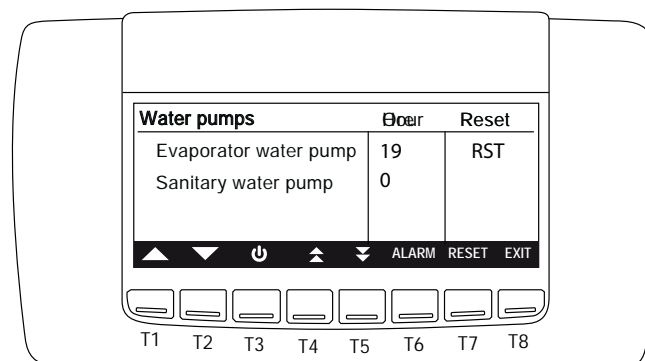 Water pumps Hour Reset
Evaporator water pump 19 RST
Sanitary water pump 0
ALARM RESET EXIT
T1 T2 T3 T4 T5 T6 T7 T8